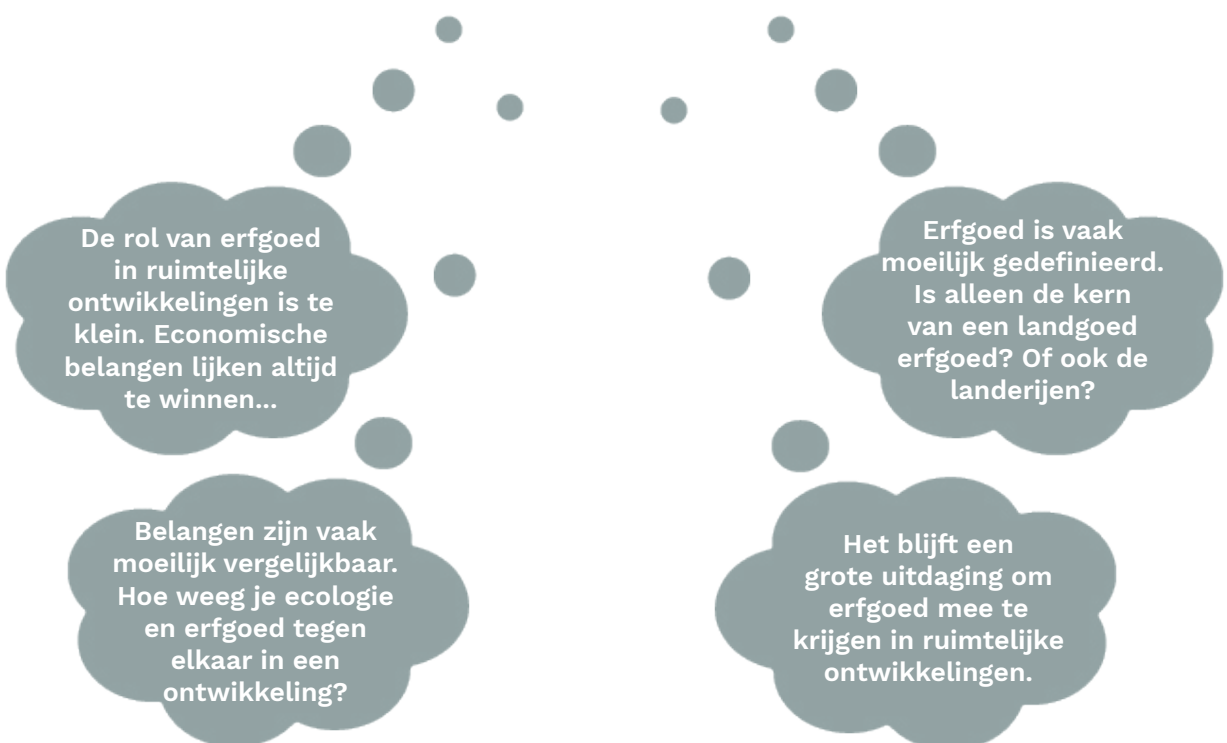 De rol van erfgoed
in ruimtelijke
ontwikkelingen is te
klein. Economische
belangen lijken altijd
te winnen...
Erfgoed is vaak
moeilijk gedefinieerd.
Is alleen de kern
van een landgoed
erfgoed? Of ook de
landerijen?
Belangen zijn vaak
moeilijk vergelijkbaar.
Hoe weeg je ecologie
en erfgoed tegen
elkaar in een
ontwikkeling?
Het blijft een
grote uitdaging om
erfgoed mee te
krijgen in ruimtelijke
ontwikkelingen.